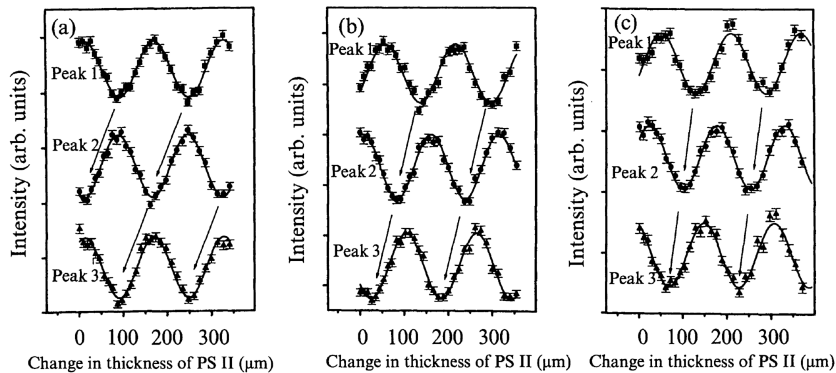 (a)
Intensity (arb. units)
Peak 1
Peak 2
Peak 3
0 100 200 300
Change in thickness of PS II (μm)
(b)
Intensity (arb. units)
Peak 1
Peak 2
Peak 3
0 100 200 300
Change in thickness of PS II (μm)
(c)
Intensity (arb. units)
Peak 1
Peak 2
Peak 3
0 100 200 300
Change in thickness of PS II (μm)